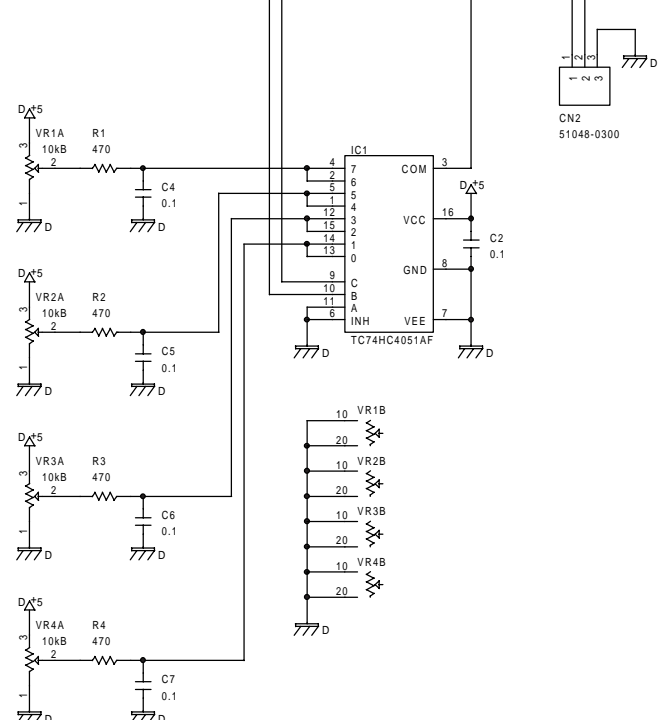 1
2
3
D
1
2
3
CN2
51048-0300
D +5
VR1A
10kB
3
2
1
R1
470
C4
0.1
D
D
IC1
TC74HC4051AF
4
2
5
1
12
15
14
13
9
10
11
6
7
6
5
4
3
2
1
0
C
B
A
INH
COM
VCC
GND
VEE
3
16
8
7
D +5
C2
0.1
D
D
D +5
VR2A
10kB
3
2
1
R2
470
C5
0.1
D
D
D +5
VR3A
10kB
3
2
1
R3
470
C6
0.1
D
D
10 VR1B
20
10 VR2B
20
10 VR3B
20
10 VR4B
20
D
D +5
VR4A
10kB
3
2
1
R4
470
C7
0.1
D
D